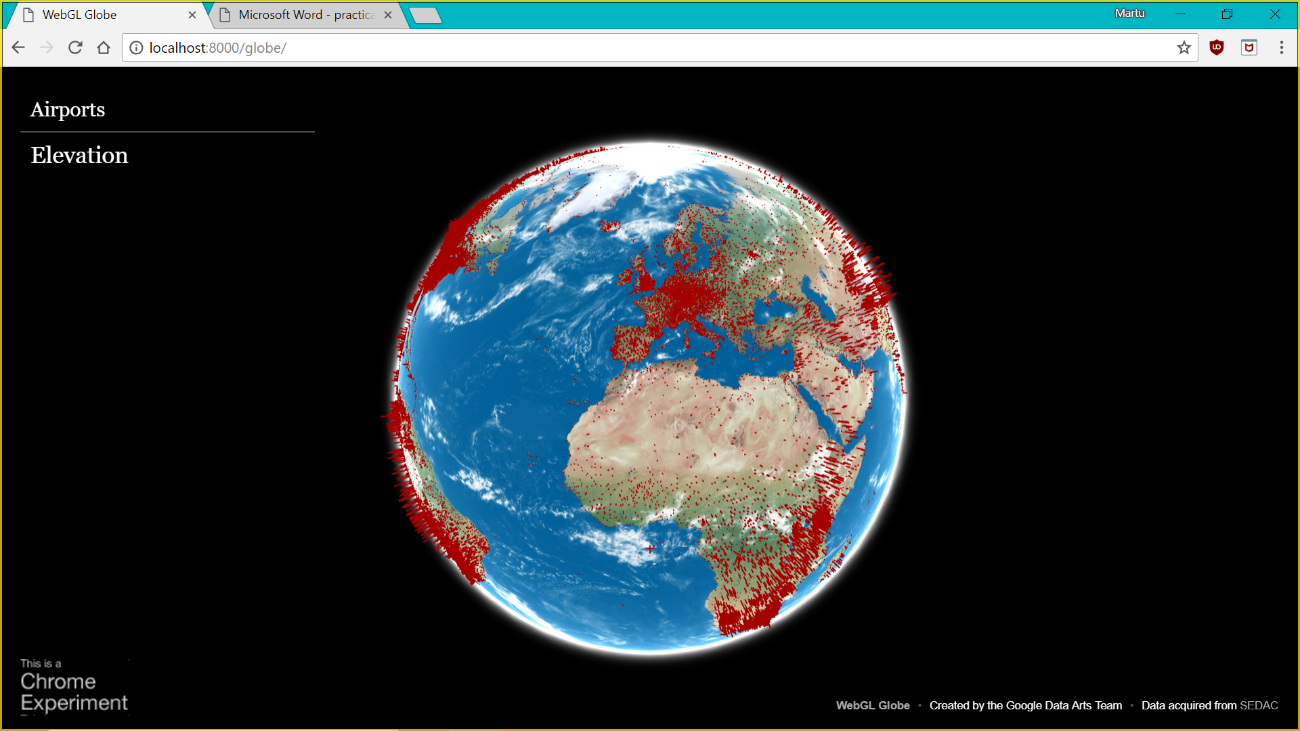 WebGL Globe
Microsoft Word - practica
Martu
localhost:8000/globe/
Airports
Elevation
This is a
Chrome
Experiment
WebGL Globe • Created by the Google Data Arts Team • Data acquired from SEDAC